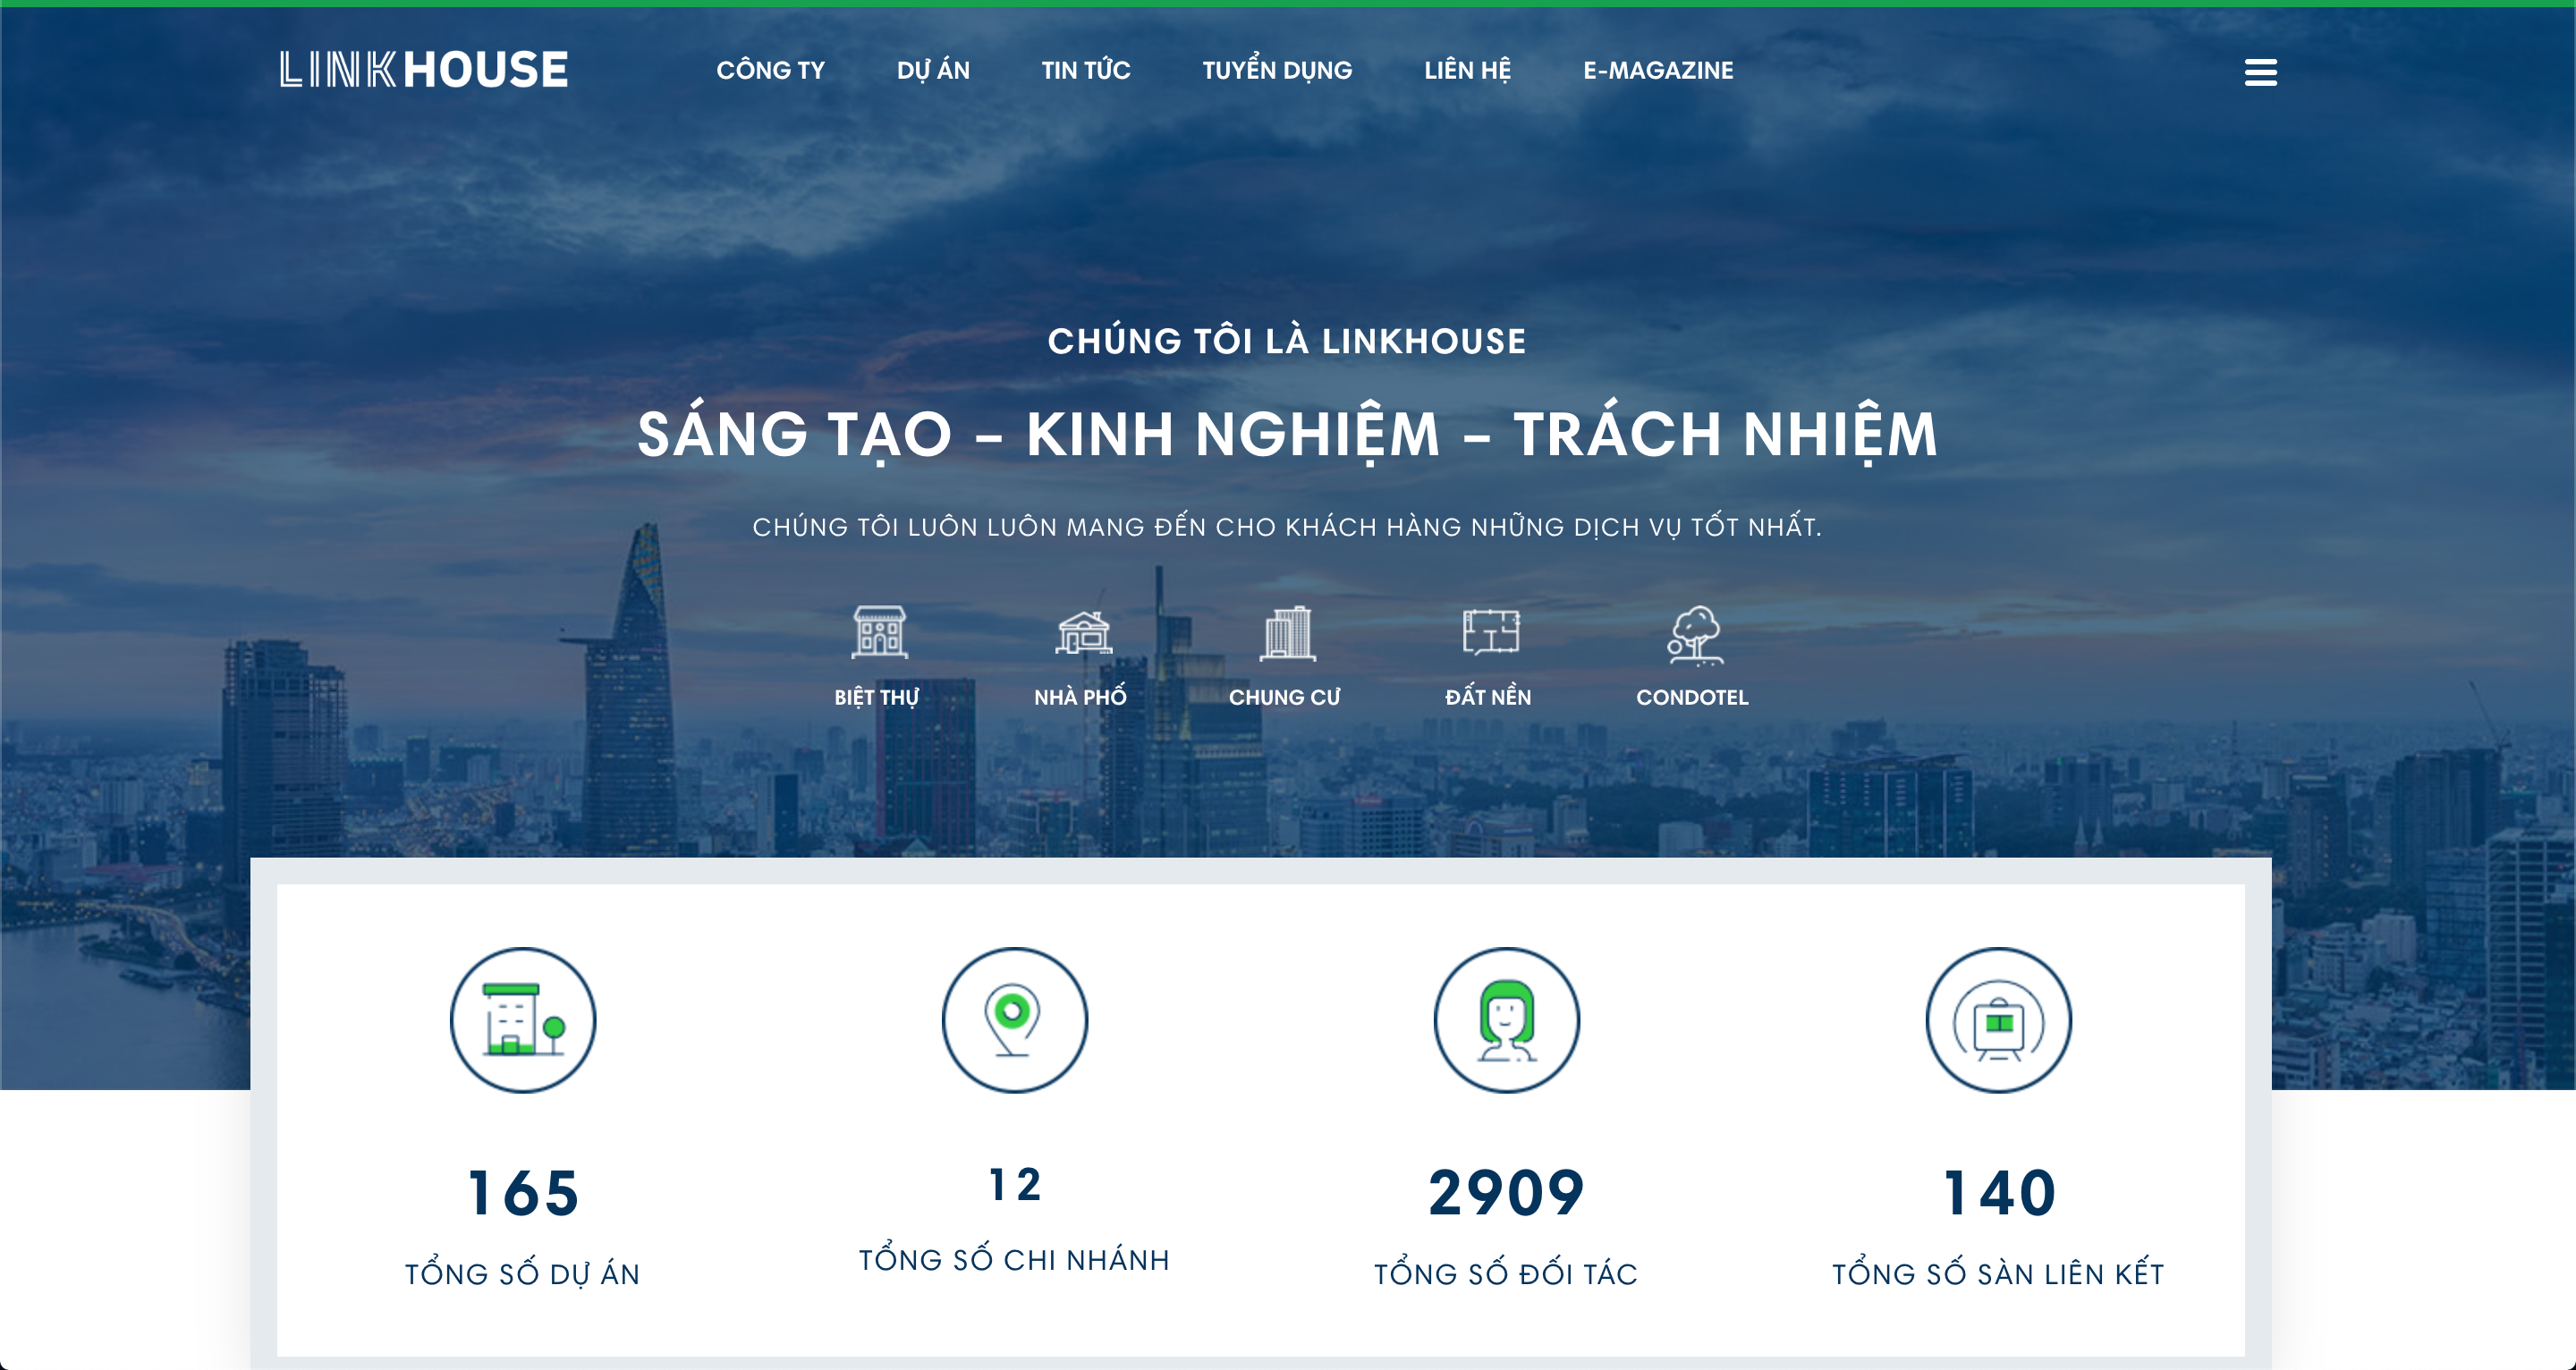 LINKHOUSE
CÔNG TY DỰ ÁN TIN TỨC TUYỂN DỤNG LIÊN HỆ E-MAGAZINE
CHÚNG TÔI LÀ LINKHOUSE
SÁNG TẠO – KINH NGHIỆM – TRÁCH NHIỆM
CHÚNG TÔI LUÔN LUÔN MANG ĐẾN CHO KHÁCH HÀNG NHỮNG DỊCH VỤ TỐT NHẤT.
BIỆT THỰ NHÀ PHỐ CHUNG CƯ ĐẤT NỀN CONDOTEL
165 12 2909 140
TỔNG SỐ DỰ ÁN TỔNG SỐ CHI NHÁNH TỔNG SỐ ĐỐI TÁC TỔNG SỐ SÀN LIÊN KẾT